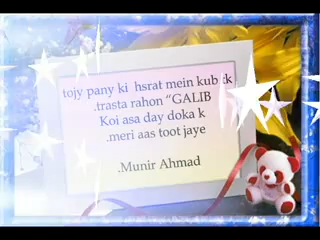 tojy pany ki hsrat mein kub tk
.trasta rahon "GALIB
Koi asa day doka k
.meri aas toot jaye
.Munir Ahmad